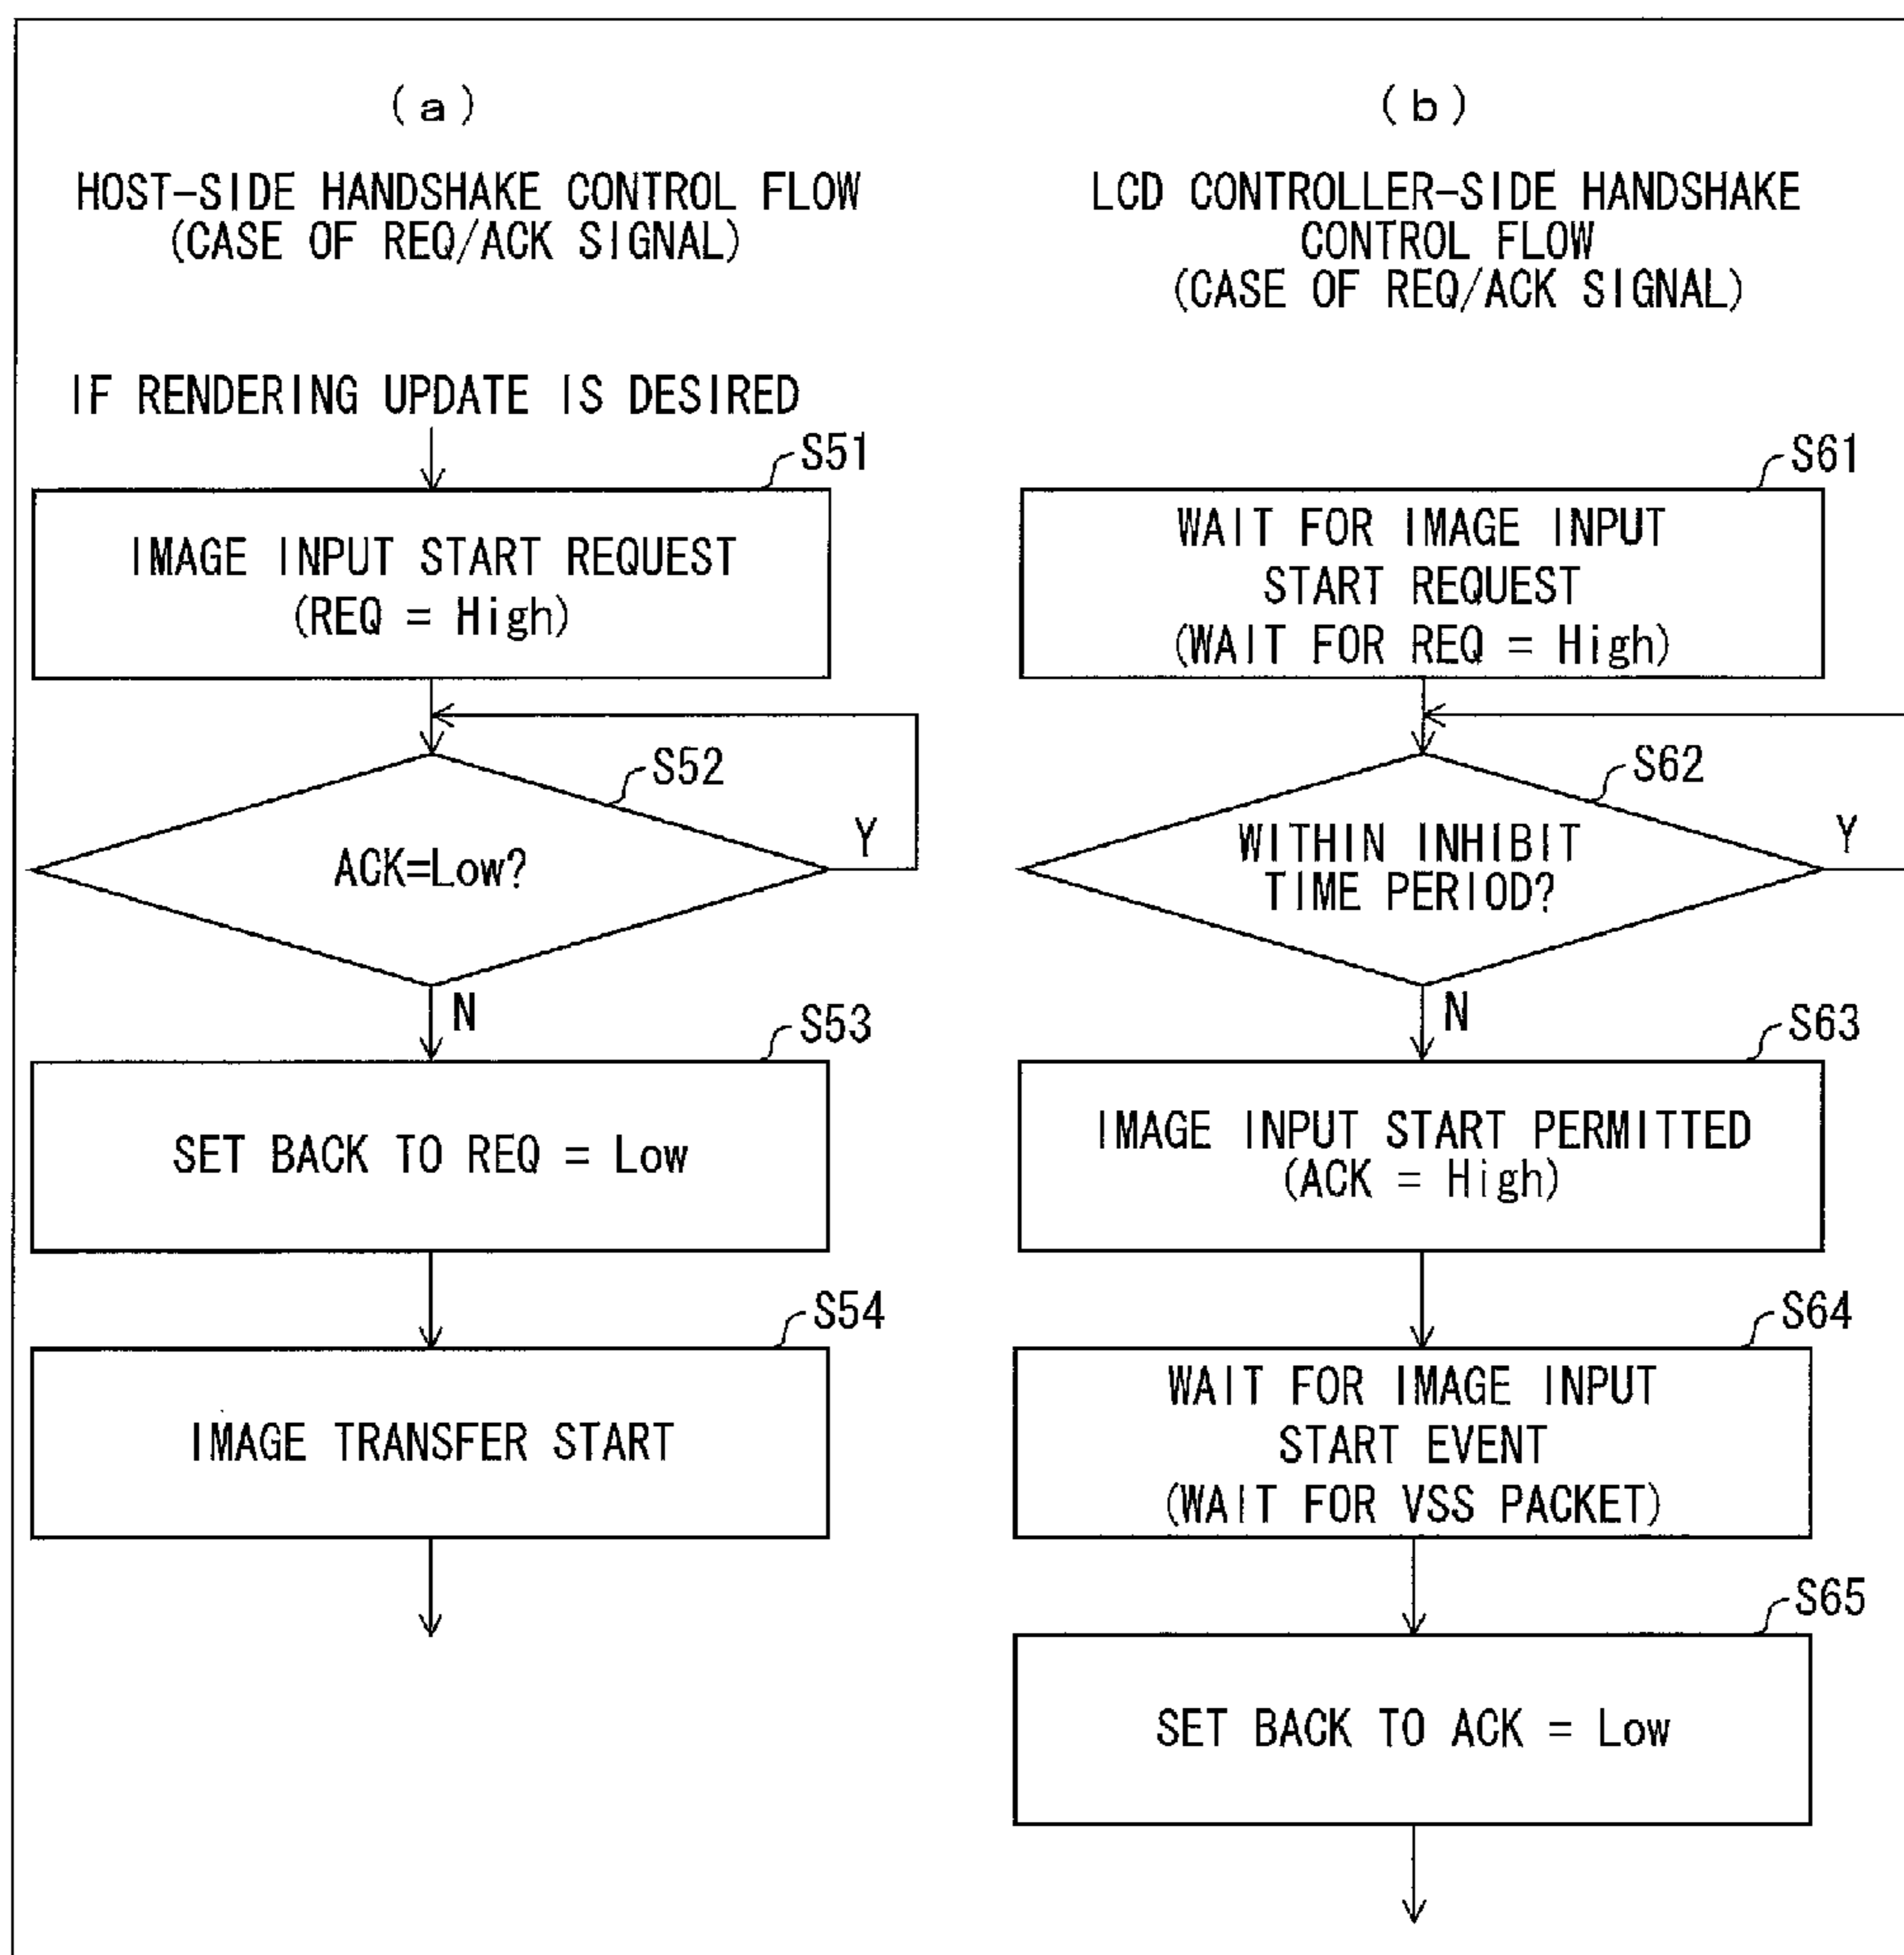 (a)
HOST-SIDE HANDSHAKE CONTROL FLOW
(CASE OF REQ/ACK SIGNAL)
IF RENDERING UPDATE IS DESIRED
S51
IMAGE INPUT START REQUEST
(REQ = High)
S52
ACK=Low?
Y
N
S53
SET BACK TO REQ = Low
S54
IMAGE TRANSFER START
(b)
LCD CONTROLLER-SIDE HANDSHAKE
CONTROL FLOW
(CASE OF REQ/ACK SIGNAL)
S61
WAIT FOR IMAGE INPUT
START REQUEST
(WAIT FOR REQ = High)
S62
WITHIN INHIBIT
TIME PERIOD?
Y
N
S63
IMAGE INPUT START PERMITTED
(ACK = High)
S64
WAIT FOR IMAGE INPUT
START EVENT
(WAIT FOR VSS PACKET)
S65
SET BACK TO ACK = Low